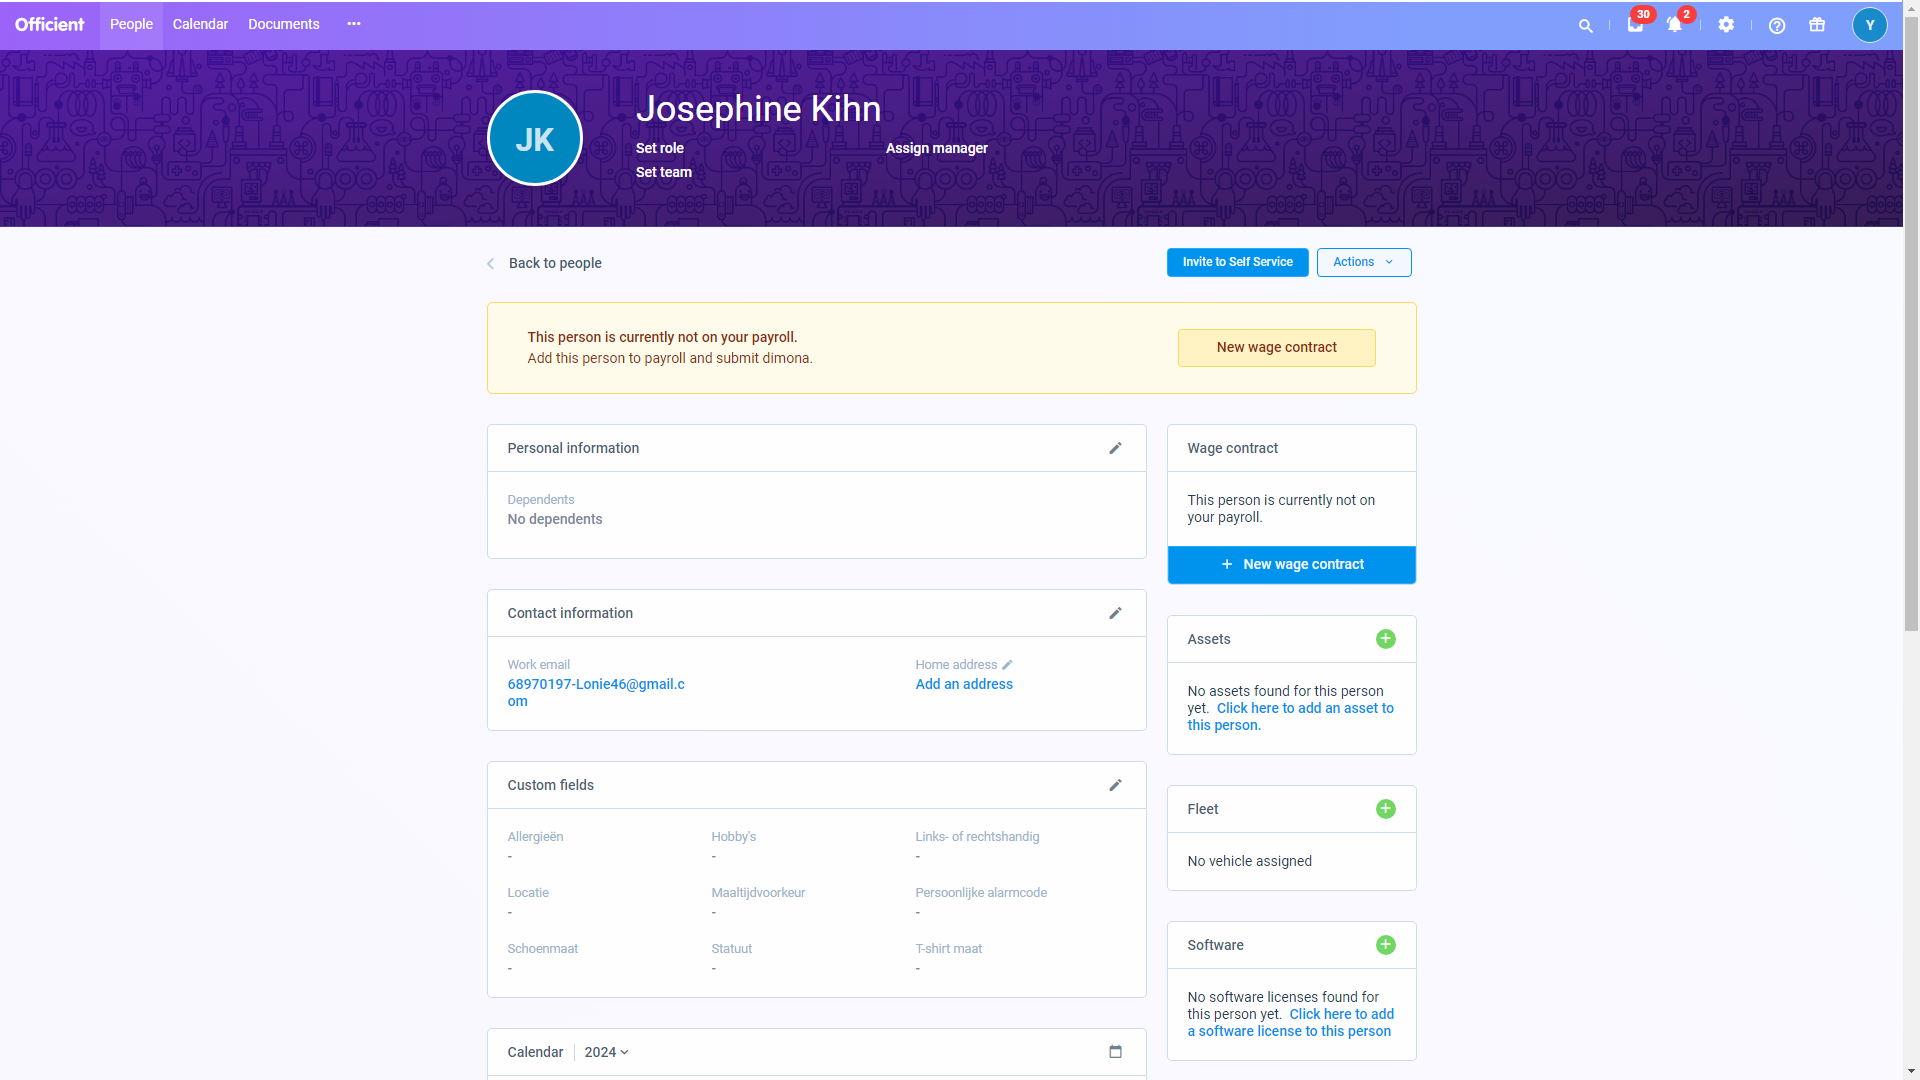 Officient People Calendar Documents ··· 30 2 Y
JK
Josephine Kihn
Set role Assign manager
Set team
Back to people Invite to Self Service Actions
This person is currently not on your payroll.
Add this person to payroll and submit dimona.
New wage contract
Personal information
Dependents
No dependents
Wage contract
This person is currently not on
your payroll.
+ New wage contract
Contact information
Work email
68970197-Lonie46@gmail.c
om
Home address
Add an address
Assets
No assets found for this person
yet. Click here to add an asset to
this person.
Custom fields
Allergieën Hobby's Links- of rechtshandig
- - -
Locatie Maaltijdvoorkeur Persoonlijke alarmcode
- - -
Schoenmaat Statuut T-shirt maat
- - -
Fleet
No vehicle assigned
Software
No software licenses found for
this person yet. Click here to add
a software license to this person
Calendar 2024